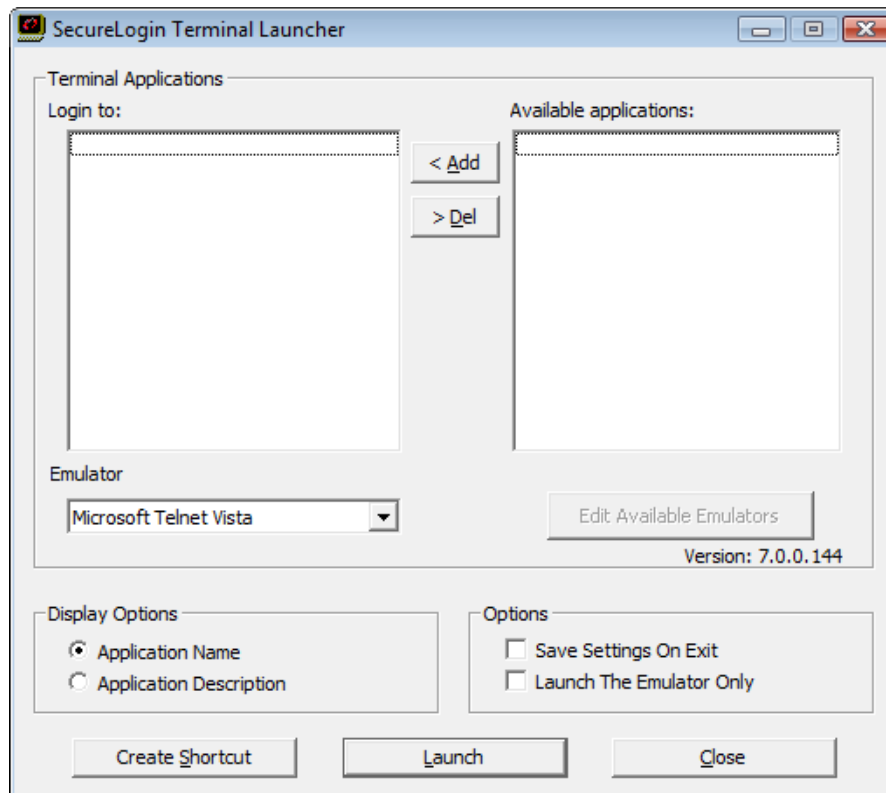 SecureLogin Terminal Launcher
Terminal Applications
Login to:
Available applications:
< Add
> Del
Emulator
Microsoft Telnet Vista
Edit Available Emulators
Version: 7.0.0.144
Display Options
Application Name
Application Description
Options
Save Settings On Exit
Launch The Emulator Only
Create Shortcut
Launch
Close